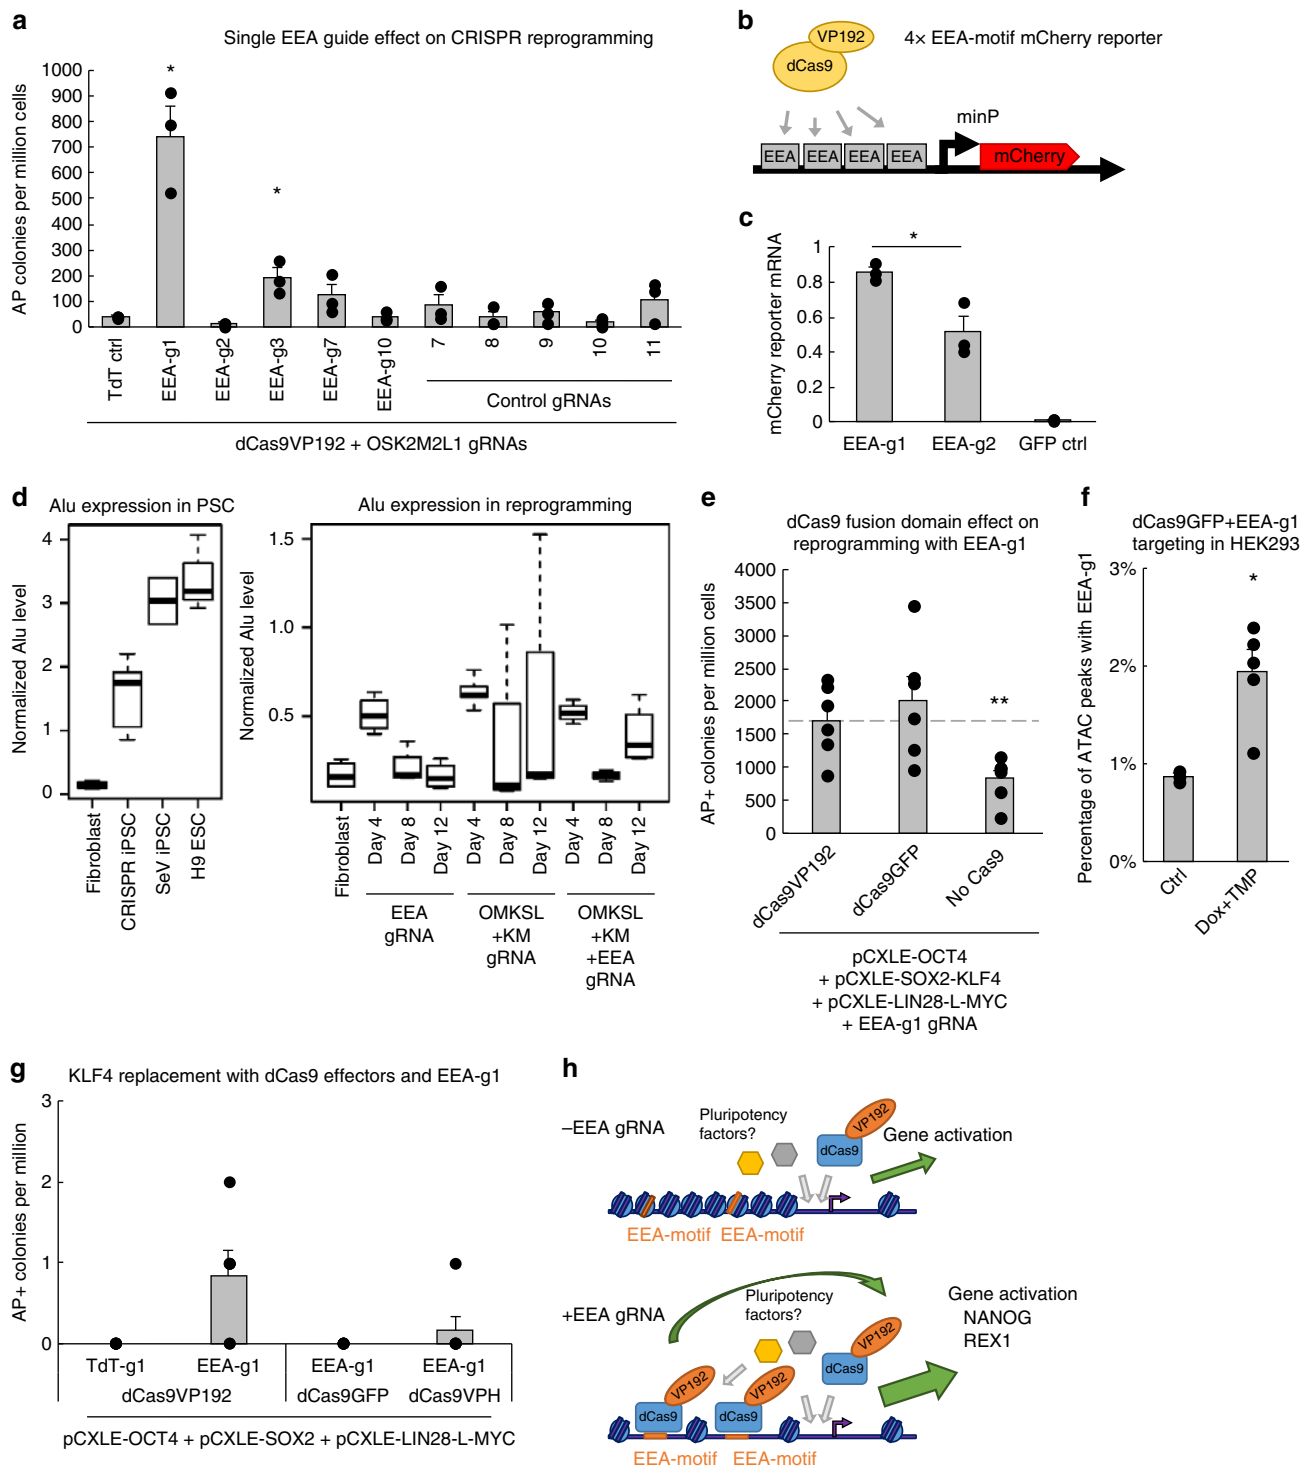 a
Single EEA guide effect on CRISPR reprogramming
AP colonies per million cells
1000
900
800
700
600
500
400
300
200
100
0
*
*
TdT ctrl
EEA-g1
EEA-g2
EEA-g3
EEA-g7
EEA-g10
7
8
9
10
11
Control gRNAs
dCas9VP192 + OSK2M2L1 gRNAs
b
VP192
dCas9
4× EEA-motif mCherry reporter
minP
EEA
EEA
EEA
EEA
mCherry
c
mCherry reporter mRNA
1
0.8
0.6
0.4
0.2
0
*
EEA-g1
EEA-g2
GFP ctrl
d
Alu expression in PSC
Normalized Alu level
4
3
2
1
0
Fibroblast
CRISPR iPSC
SeV iPSC
H9 ESC
Alu expression in reprogramming
Normalized Alu level
1.5
1.0
0.5
Fibroblast
Day 4
Day 8
Day 12
Day 4
Day 8
Day 12
Day 4
Day 8
Day 12
EEA
gRNA
OMKSL
+KM
gRNA
OMKSL
+KM
+EEA
gRNA
e
dCas9 fusion domain effect on
reprogramming with EEA-g1
AP+ colonies per million cells
4000
3500
3000
2500
2000
1500
1000
500
0
**
dCas9VP192
dCas9GFP
No Cas9
pCXLE-OCT4
+ pCXLE-SOX2-KLF4
+ pCXLE-LIN28-L-MYC
+ EEA-g1 gRNA
f
dCas9GFP+EEA-g1
targeting in HEK293
Percentage of ATAC peaks with EEA-g1
3%
2%
1%
0%
*
Ctrl
Dox+TMP
g
KLF4 replacement with dCas9 effectors and EEA-g1
AP+ colonies per million
3
2
1
0
TdT-g1
EEA-g1
EEA-g1
EEA-g1
dCas9VP192
dCas9GFP
dCas9VPH
pCXLE-OCT4 + pCXLE-SOX2 + pCXLE-LIN28-L-MYC
h
–EEA gRNA
Pluripotency
factors?
VP192
dCas9
Gene activation
EEA-motif
EEA-motif
+EEA gRNA
Pluripotency
factors?
VP192
dCas9
VP192
dCas9
VP192
dCas9
Gene activation
NANOG
REX1
EEA-motif
EEA-motif